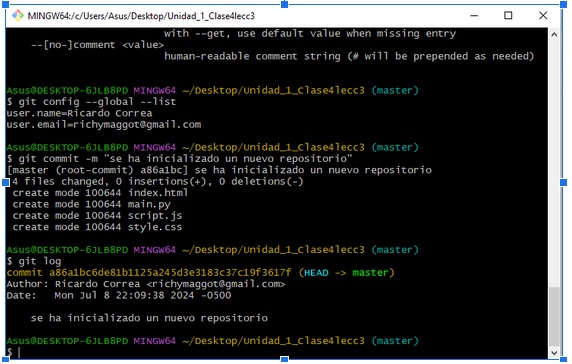 MINGW64:/c/Users/Asus/Desktop/Unidad_1_Clase4lecc3
with --get, use default value when missing entry
--[no-]comment <value>
human-readable comment string (# will be prepended as needed)
Asus@DESKTOP-6JLB8PD MINGW64 ~/Desktop/Unidad_1_Clase4lecc3 (master)
$ git config --global --list
user.name=Ricardo Correa
user.email=richymaggot@gmail.com
Asus@DESKTOP-6JLB8PD MINGW64 ~/Desktop/Unidad_1_Clase4lecc3 (master)
$ git commit -m "se ha inicializado un nuevo repositorio"
[master (root-commit) a86a1bc] se ha inicializado un nuevo repositorio
4 files changed, 0 insertions(+), 0 deletions(-)
create mode 100644 index.html
create mode 100644 main.py
create mode 100644 script.js
create mode 100644 style.css
Asus@DESKTOP-6JLB8PD MINGW64 ~/Desktop/Unidad_1_Clase4lecc3 (master)
$ git log
commit a86a1bc6de81b1125a245d3e3183c37c19f3617f (HEAD -> master)
Author: Ricardo Correa <richymaggot@gmail.com>
Date:   Mon Jul 8 22:09:38 2024 -0500
se ha inicializado un nuevo repositorio
Asus@DESKTOP-6JLB8PD MINGW64 ~/Desktop/Unidad_1_Clase4lecc3 (master)
$